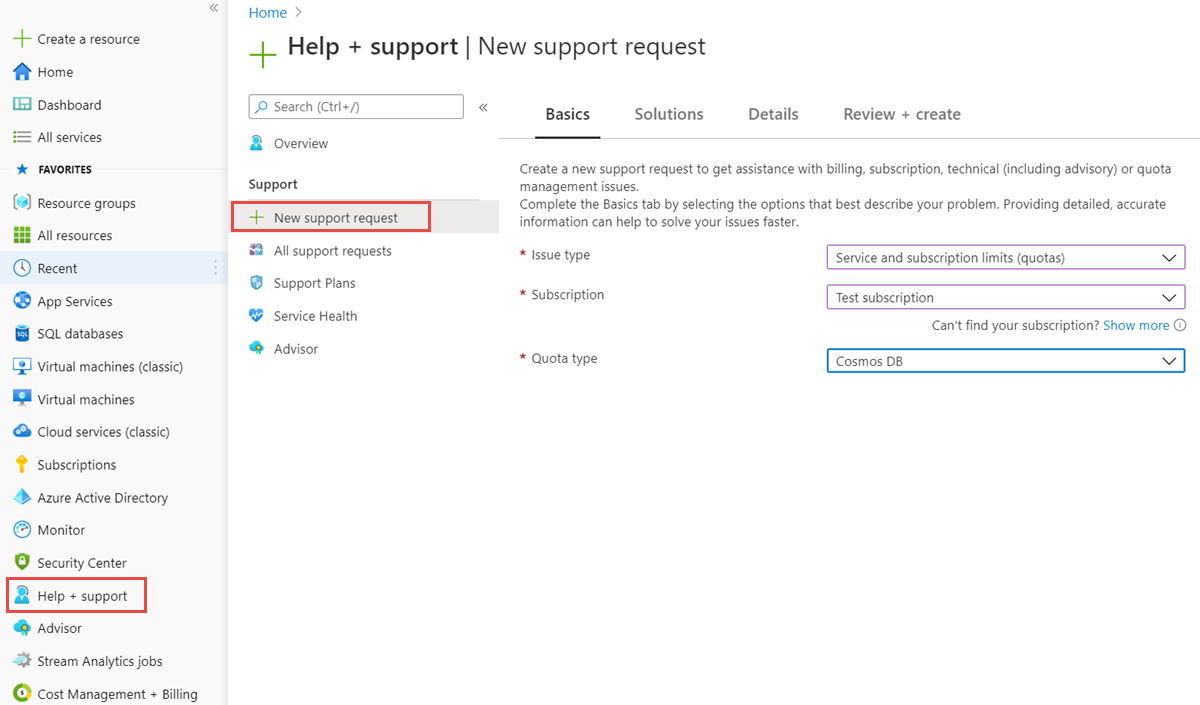 «
Create a resource
Home
Dashboard
All services
FAVORITES
Resource groups
All resources
Recent
App Services
SQL databases
Virtual machines (classic)
Virtual machines
Cloud services (classic)
Subscriptions
Azure Active Directory
Monitor
Security Center
Help + support
Advisor
Stream Analytics jobs
Cost Management + Billing
Home >
Help + support | New support request
Search (Ctrl+/)
«
Overview
Support
New support request
All support requests
Support Plans
Service Health
Advisor
Basics
Solutions
Details
Review + create
Create a new support request to get assistance with billing, subscription, technical (including advisory) or quota
management issues.
Complete the Basics tab by selecting the options that best describe your problem. Providing detailed, accurate
information can help to solve your issues faster.
* Issue type
Service and subscription limits (quotas)
* Subscription
Test subscription
Can't find your subscription? Show more
* Quota type
Cosmos DB